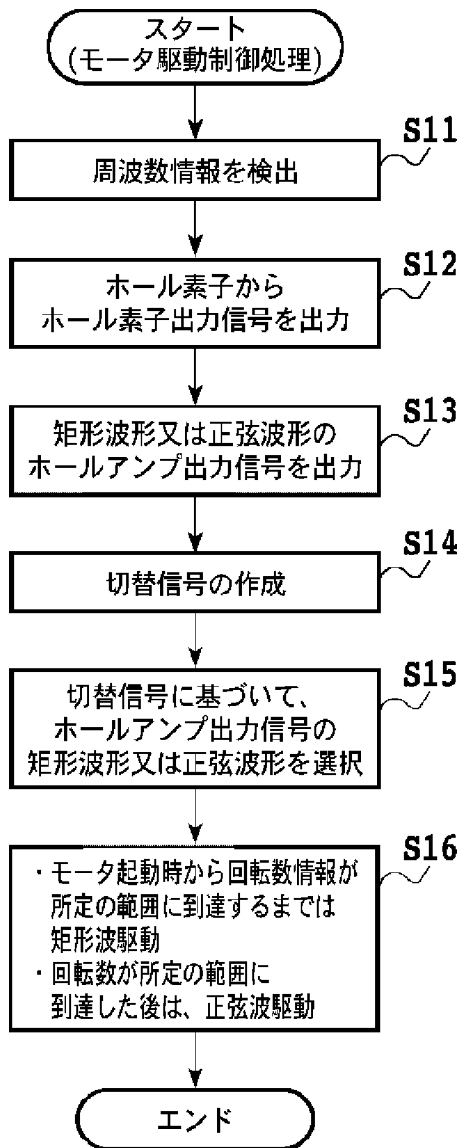 スタート
(モータ駆動制御処理)
S11
周波数情報を検出
S12
ホール素子から
ホール素子出力信号を出力
S13
矩形波形又は正弦波形の
ホールアンプ出力信号を出力
S14
切替信号の作成
S15
切替信号に基づいて、
ホールアンプ出力信号の
矩形波形又は正弦波形を選択
S16
・モータ起動時から回転数情報が
所定の範囲に到達するまでは
矩形波駆動
・回転数が所定の範囲に
到達した後は、正弦波駆動
エンド